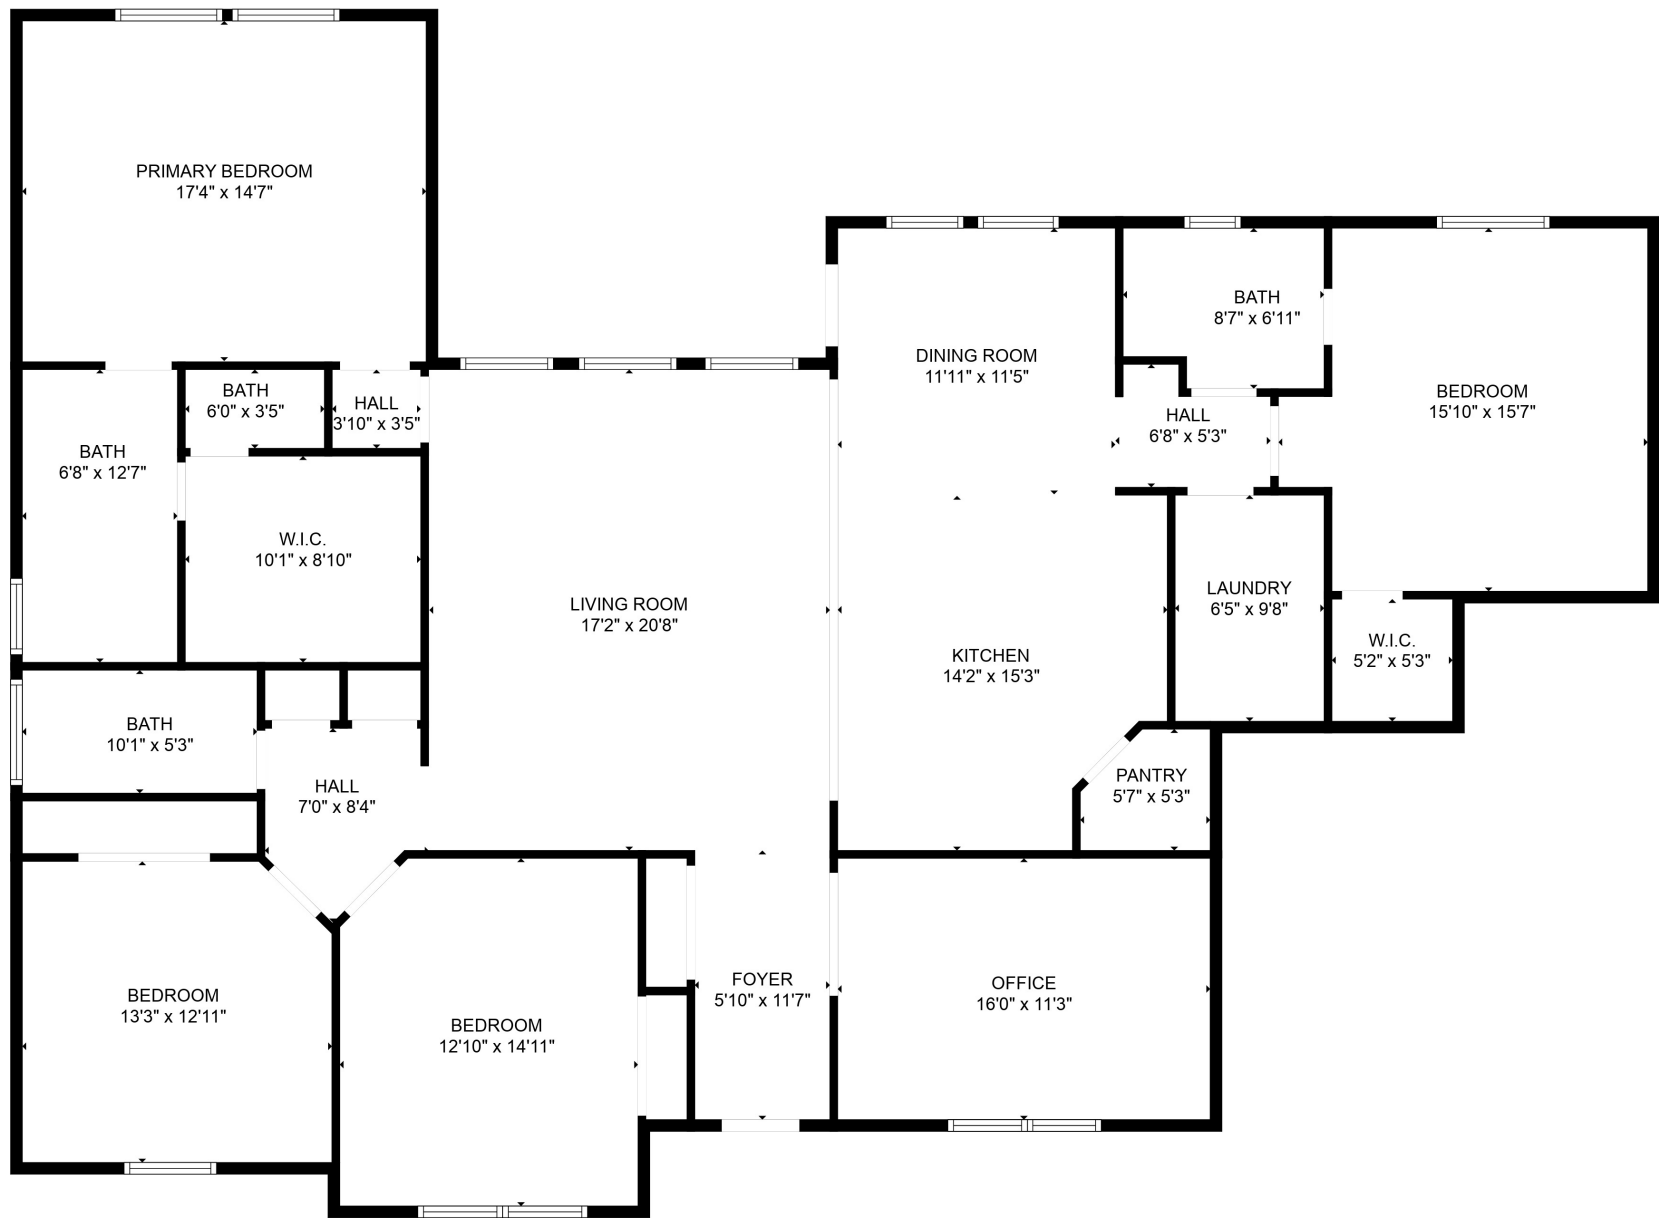 PRIMARY BEDROOM
17'4" x 14'7"
BATH
8'7" x 6'11"
DINING ROOM
11'11" x 11'5"
BATH
6'0" x 3'5"
HALL
3'10" x 3'5"
BEDROOM
15'10" x 15'7"
HALL
6'8" x 5'3"
BATH
6'8" x 12'7"
W.I.C.
10'1" x 8'10"
LIVING ROOM
17'2" x 20'8"
LAUNDRY
6'5" x 9'8"
W.I.C.
5'2" x 5'3"
KITCHEN
14'2" x 15'3"
BATH
10'1" x 5'3"
HALL
7'0" x 8'4"
PANTRY
5'7" x 5'3"
FOYER
5'10" x 11'7"
OFFICE
16'0" x 11'3"
BEDROOM
13'3" x 12'11"
BEDROOM
12'10" x 14'11"